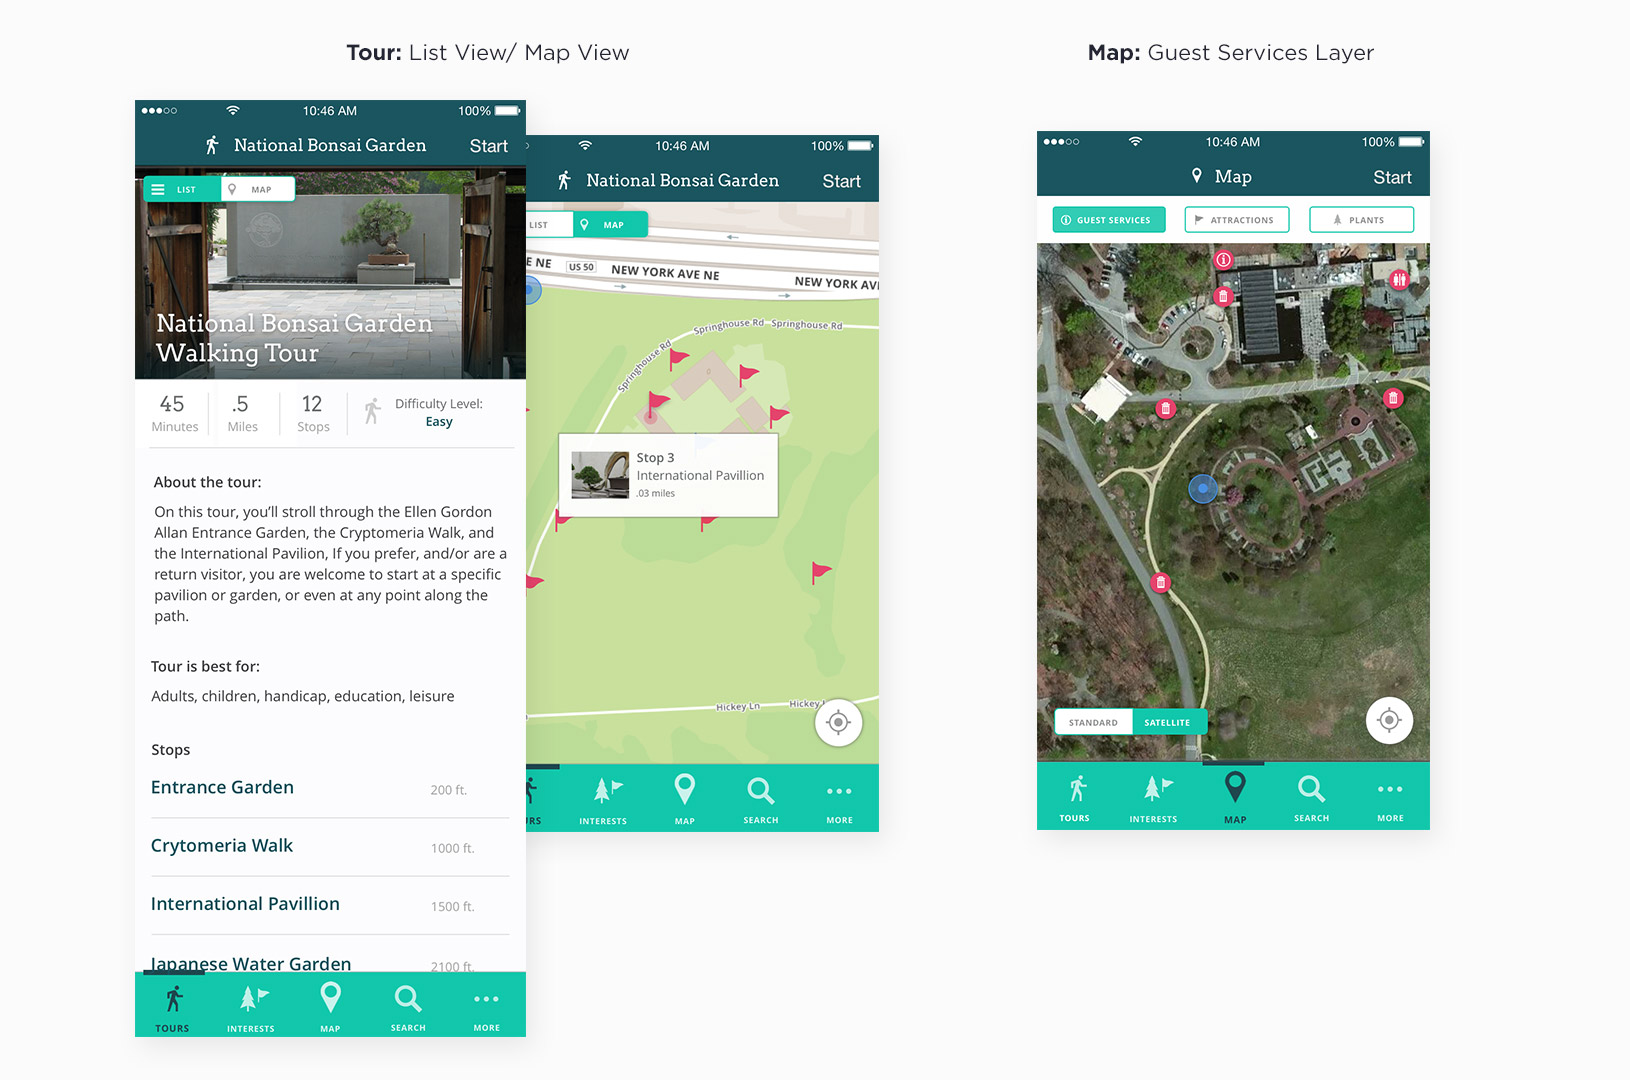 Tour: List View/ Map View
Map: Guest Services Layer
10:46 AM
100%
National Bonsai Garden
Start
LIST
MAP
National Bonsai Garden
Walking Tour
45
Minutes
.5
Miles
12
Stops
Difficulty Level:
Easy
About the tour:
On this tour, you’ll stroll through the Ellen Gordon
Allan Entrance Garden, the Cryptomeria Walk, and
the International Pavilion, If you prefer, and/or are a
return visitor, you are welcome to start at a specific
pavilion or garden, or even at any point along the
path.
Tour is best for:
Adults, children, handicap, education, leisure
Stops
Entrance Garden
200 ft.
Crytomeria Walk
1000 ft.
International Pavillion
1500 ft.
Japanese Water Garden
2100 ft.
TOURS
INTERESTS
MAP
SEARCH
MORE
10:46 AM
100%
National Bonsai Garden
Start
LIST
MAP
E NE
US 50
NEW YORK AVE NE
NEW YORK AV
Springhouse Rd
Springhouse Rd
Springhouse Rd
Stop 3
International Pavillion
.03 miles
Hickey Ln
Hickey
URS
INTERESTS
MAP
SEARCH
MORE
10:46 AM
100%
Map
Start
GUEST SERVICES
ATTRACTIONS
PLANTS
STANDARD
SATELLITE
TOURS
INTERESTS
MAP
SEARCH
MORE